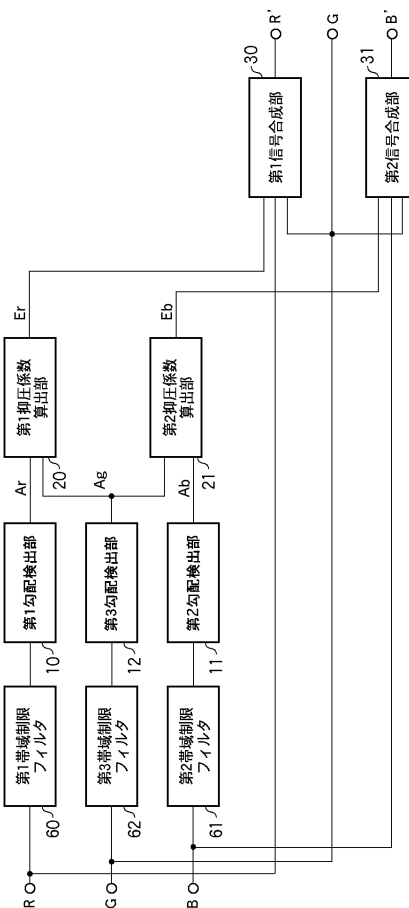 R
G
B
60
第1帯域制限
フィルタ
62
第3帯域制限
フィルタ
61
第2帯域制限
フィルタ
10
第1勾配検出部
12
第3勾配検出部
11
第2勾配検出部
Ar
Ag
Ab
20
第1抑圧係数
算出部
21
第2抑圧係数
算出部
Er
Eb
30
第1信号合成部
31
第2信号合成部
R'
G
B'